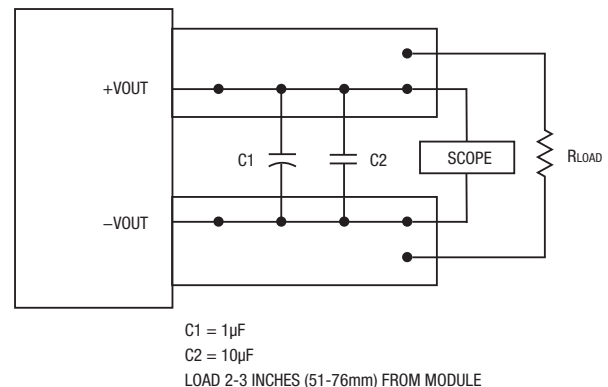 +VOUT
C1
C2
SCOPE
RLOAD
−VOUT
C1 = 1µF
C2 = 10µF
LOAD 2-3 INCHES (51-76mm) FROM MODULE